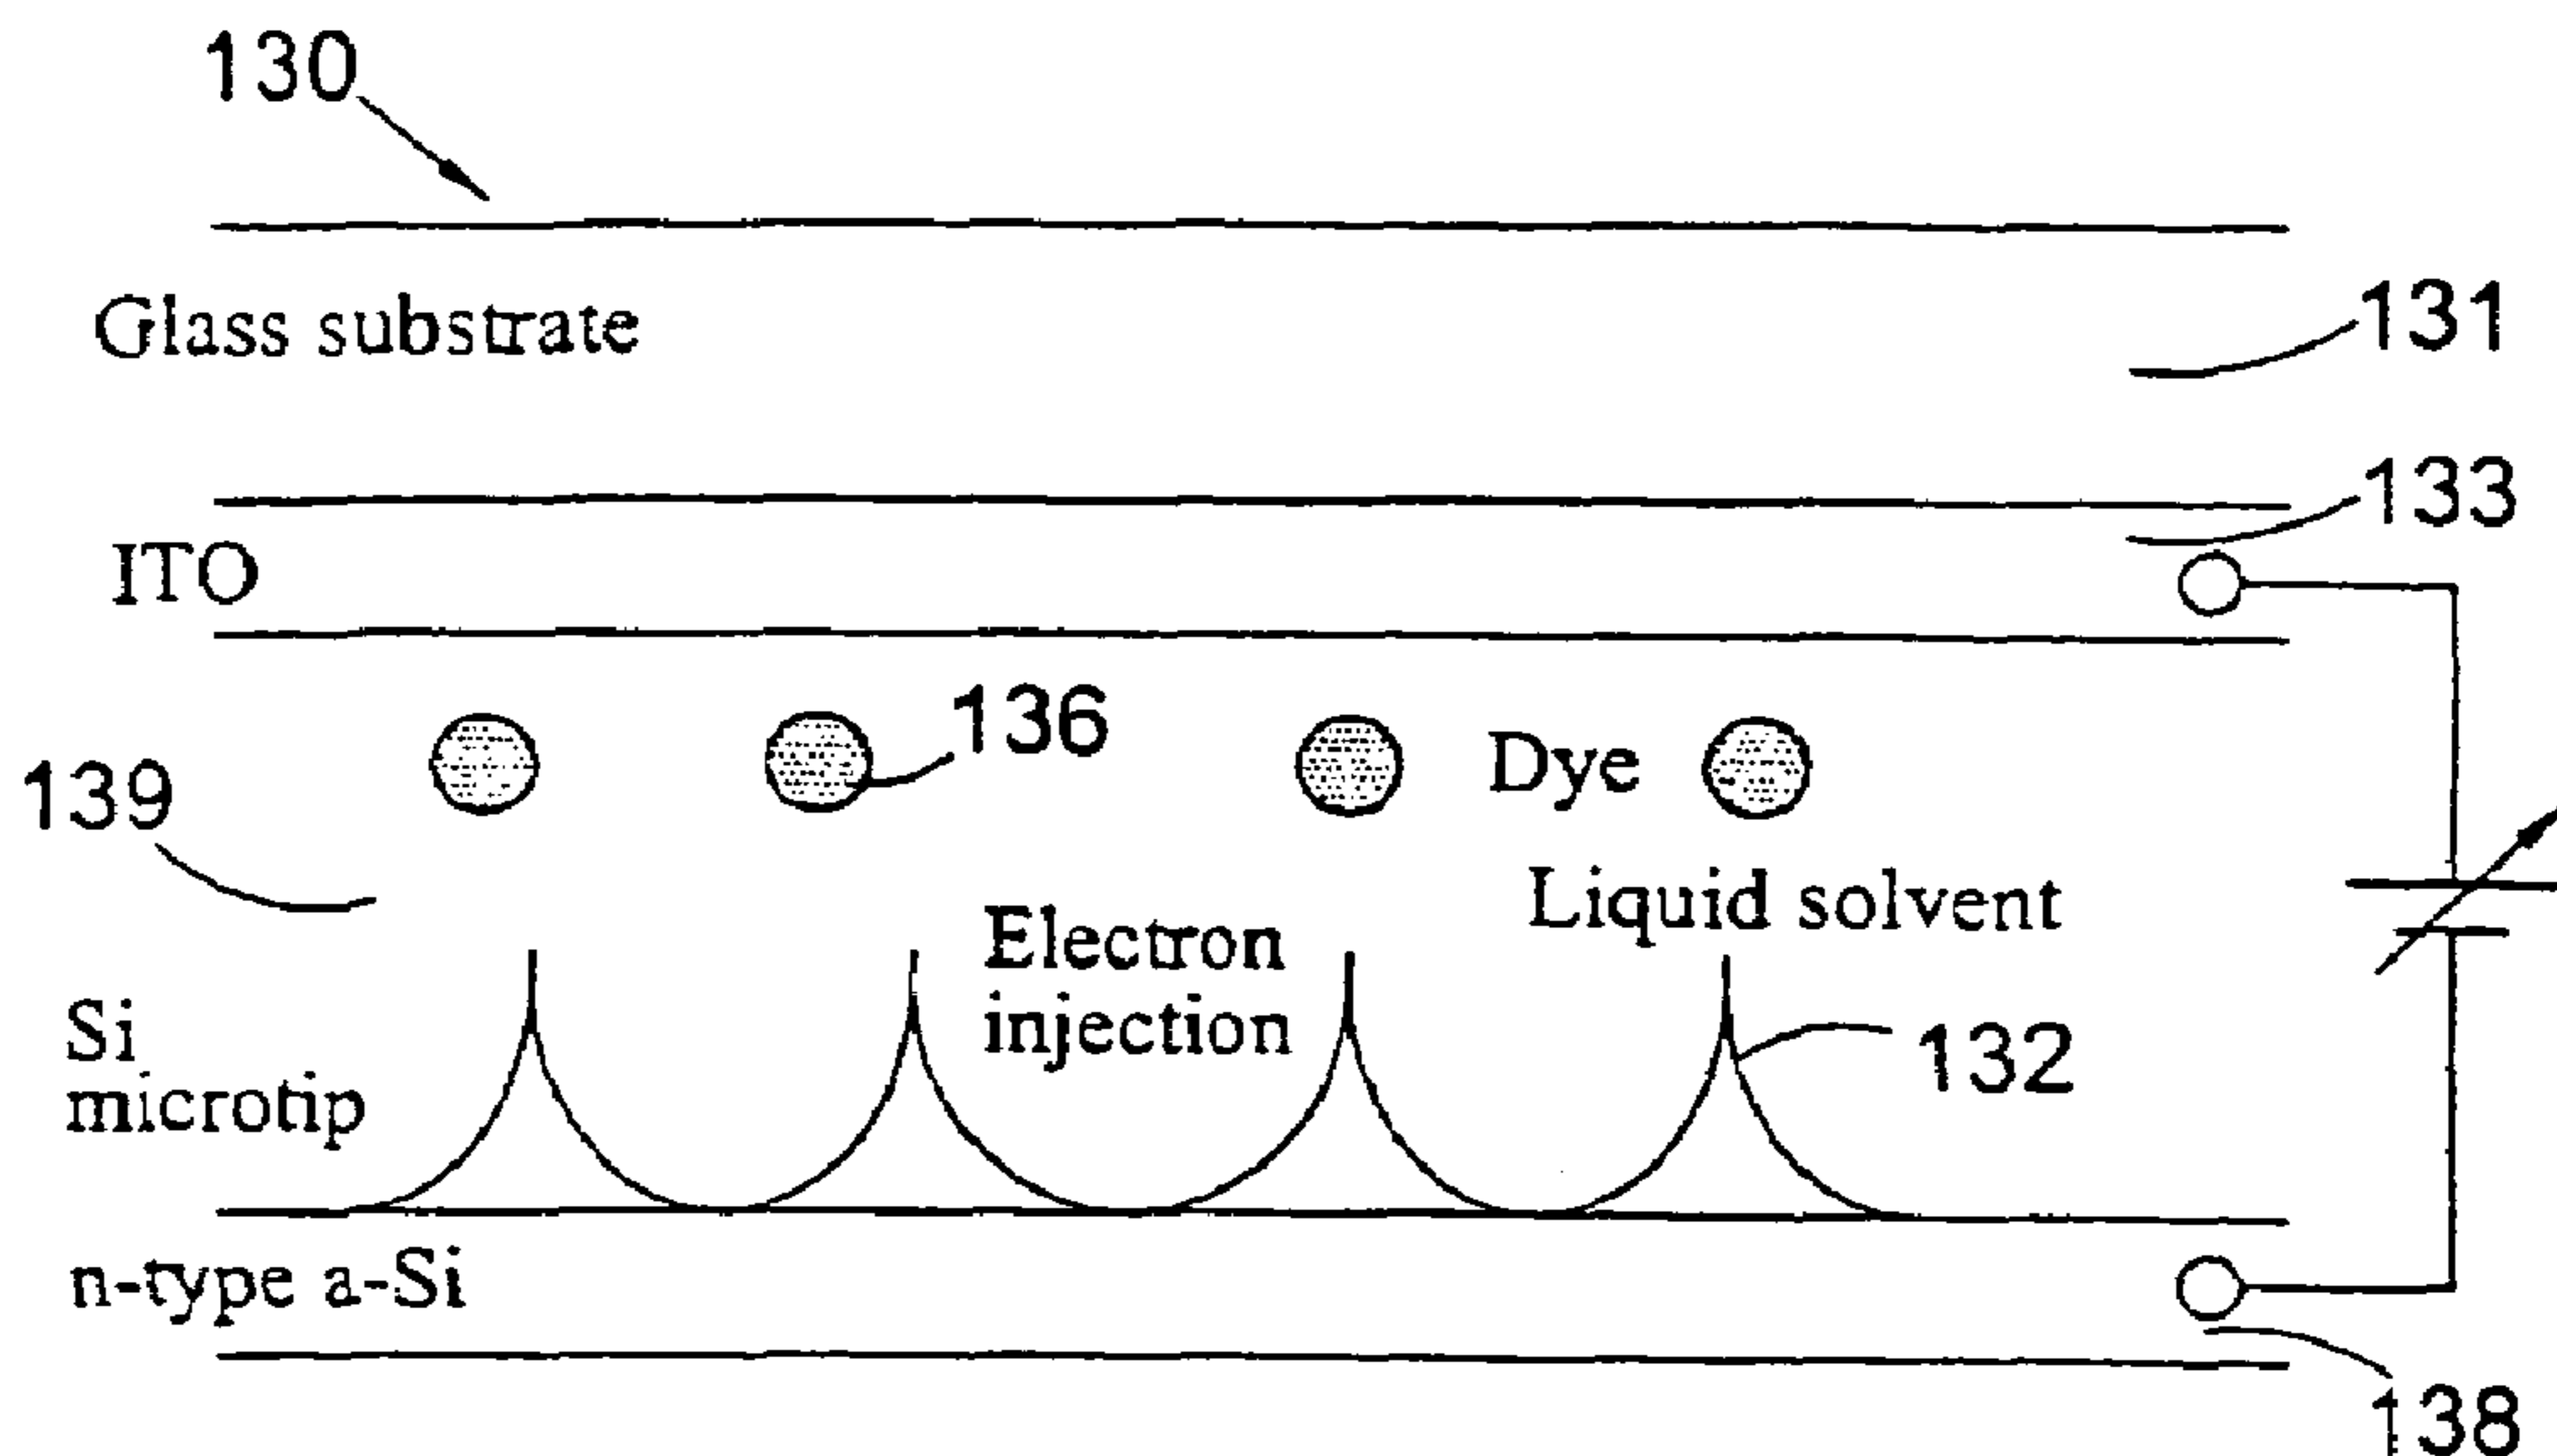 130
Glass substrate
131
133
ITO
136
Dye
139
Liquid solvent
Electron
injection
Si
microtip
132
n-type a-Si
138